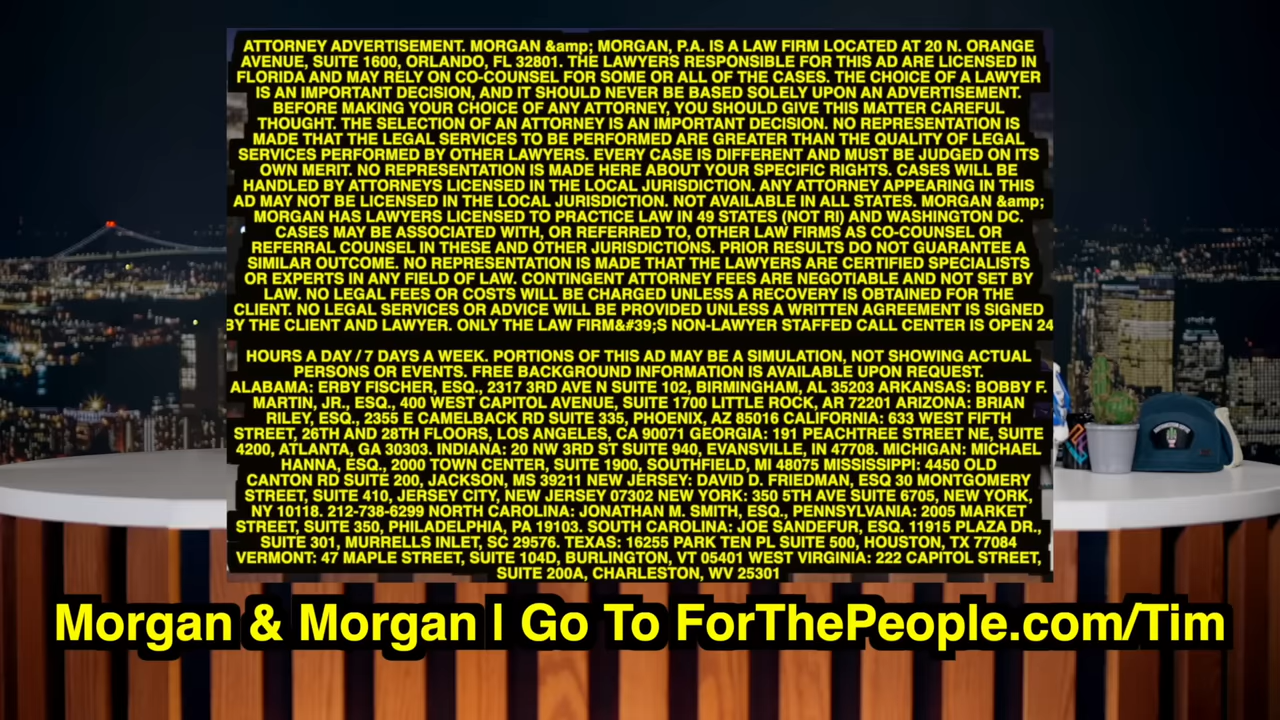 ATTORNEY ADVERTISEMENT. MORGAN &amp; MORGAN, P.A. IS A LAW FIRM LOCATED AT 20 N. ORANGE
AVENUE, SUITE 1600, ORLANDO, FL 32801. THE LAWYERS RESPONSIBLE FOR THIS AD ARE LICENSED IN
FLORIDA AND MAY RELY ON CO-COUNSEL FOR SOME OR ALL OF THE CASES. THE CHOICE OF A LAWYER
IS AN IMPORTANT DECISION, AND IT SHOULD NEVER BE BASED SOLELY UPON AN ADVERTISEMENT.
BEFORE MAKING YOUR CHOICE OF ANY ATTORNEY, YOU SHOULD GIVE THIS MATTER CAREFUL
THOUGHT. THE SELECTION OF AN ATTORNEY IS AN IMPORTANT DECISION. NO REPRESENTATION IS
MADE THAT THE LEGAL SERVICES TO BE PERFORMED ARE GREATER THAN THE QUALITY OF LEGAL
SERVICES PERFORMED BY OTHER LAWYERS. EVERY CASE IS DIFFERENT AND MUST BE JUDGED ON ITS
OWN MERIT. NO REPRESENTATION IS MADE HERE ABOUT YOUR SPECIFIC RIGHTS. CASES WILL BE
HANDLED BY ATTORNEYS LICENSED IN THE LOCAL JURISDICTION. ANY ATTORNEY APPEARING IN THIS
AD MAY NOT BE LICENSED IN THE LOCAL JURISDICTION. NOT AVAILABLE IN ALL STATES. MORGAN &amp;
MORGAN HAS LAWYERS LICENSED TO PRACTICE LAW IN 49 STATES (NOT RI) AND WASHINGTON DC.
CASES MAY BE ASSOCIATED WITH, OR REFERRED TO, OTHER LAW FIRMS AS CO-COUNSEL OR
REFERRAL COUNSEL IN THESE AND OTHER JURISDICTIONS. PRIOR RESULTS DO NOT GUARANTEE A
SIMILAR OUTCOME. NO REPRESENTATION IS MADE THAT THE LAWYERS ARE CERTIFIED SPECIALISTS
OR EXPERTS IN ANY FIELD OF LAW. CONTINGENT ATTORNEY FEES ARE NEGOTIABLE AND NOT SET BY
LAW. NO LEGAL FEES OR COSTS WILL BE CHARGED UNLESS A RECOVERY IS OBTAINED FOR THE
CLIENT. NO LEGAL SERVICES OR ADVICE WILL BE PROVIDED UNLESS A WRITTEN AGREEMENT IS SIGNED
BY THE CLIENT AND LAWYER. ONLY THE LAW FIRM&#39;S NON-LAWYER STAFFED CALL CENTER IS OPEN 24
HOURS A DAY / 7 DAYS A WEEK. PORTIONS OF THIS AD MAY BE A SIMULATION, NOT SHOWING ACTUAL
PERSONS OR EVENTS. FREE BACKGROUND INFORMATION IS AVAILABLE UPON REQUEST.
ALABAMA: ERBY FISCHER, ESQ., 2317 3RD AVE N SUITE 102, BIRMINGHAM, AL 35203 ARKANSAS: BOBBY F.
MARTIN, JR., ESQ., 400 WEST CAPITOL AVENUE, SUITE 1700 LITTLE ROCK, AR 72201 ARIZONA: BRIAN
RILEY, ESQ., 2355 E CAMELBACK RD SUITE 335, PHOENIX, AZ 85016 CALIFORNIA: 633 WEST FIFTH
STREET, 26TH AND 28TH FLOORS, LOS ANGELES, CA 90071 GEORGIA: 191 PEACHTREE STREET NE, SUITE
4200, ATLANTA, GA 30303. INDIANA: 20 NW 3RD ST SUITE 940, EVANSVILLE, IN 47708. MICHIGAN: MICHAEL
HANNA, ESQ., 2000 TOWN CENTER, SUITE 1900, SOUTHFIELD, MI 48075 MISSISSIPPI: 4450 OLD
CANTON RD SUITE 200, JACKSON, MS 39211 NEW JERSEY: DAVID D. FRIEDMAN, ESQ 30 MONTGOMERY
STREET, SUITE 410, JERSEY CITY, NEW JERSEY 07302 NEW YORK: 350 5TH AVE SUITE 6705, NEW YORK,
NY 10118. 212-738-6299 NORTH CAROLINA: JONATHAN M. SMITH, ESQ., PENNSYLVANIA: 2005 MARKET
STREET, SUITE 350, PHILADELPHIA, PA 19103. SOUTH CAROLINA: JOE SANDEFUR, ESQ. 11915 PLAZA DR.,
SUITE 301, MURRELLS INLET, SC 29576. TEXAS: 16255 PARK TEN PL SUITE 500, HOUSTON, TX 77084
VERMONT: 47 MAPLE STREET, SUITE 104D, BURLINGTON, VT 05401 WEST VIRGINIA: 222 CAPITOL STREET,
SUITE 200A, CHARLESTON, WV 25301
Morgan & Morgan | Go To ForThePeople.com/Tim